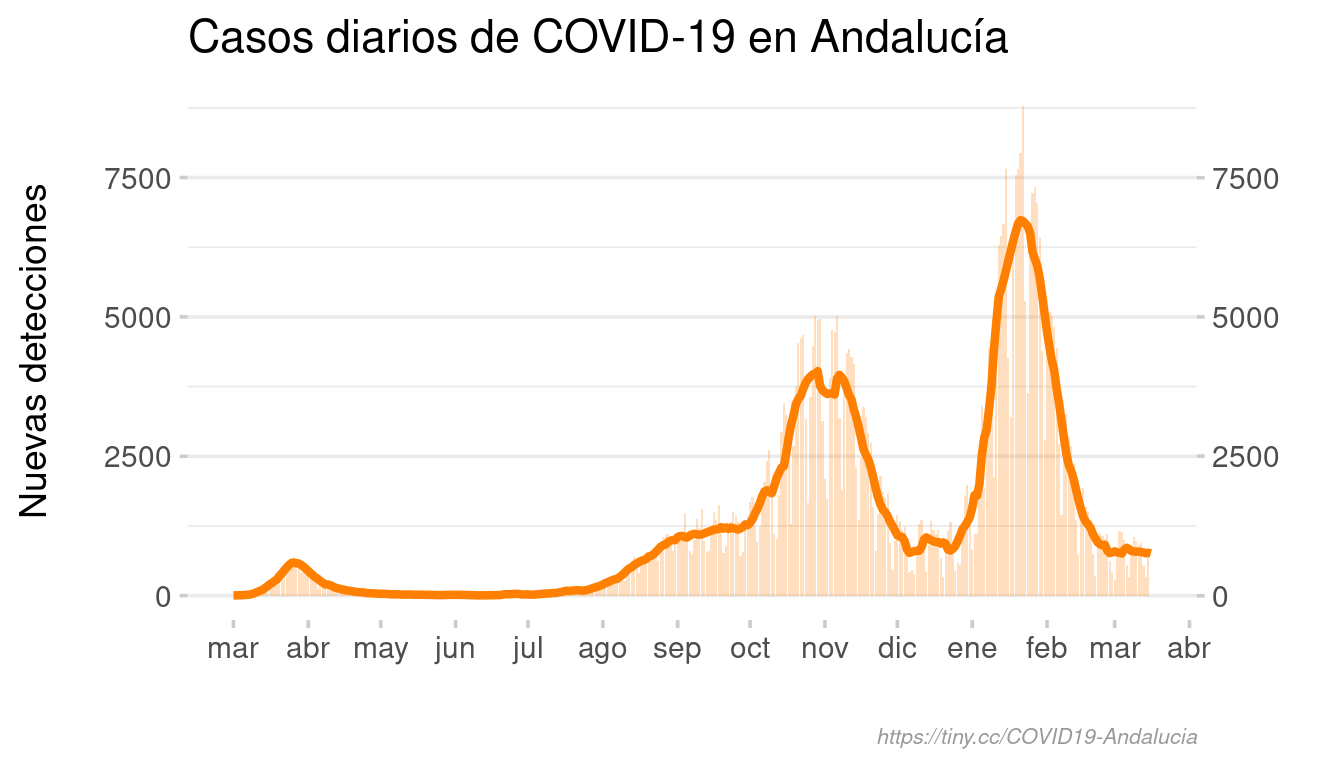 Casos diarios de COVID-19 en Andalucía
Nuevas detecciones
7500 7500
5000 5000
2500 2500
0 0
mar abr may jun jul ago sep oct nov dic ene feb mar abr
https://tiny.cc/COVID19-Andalucia